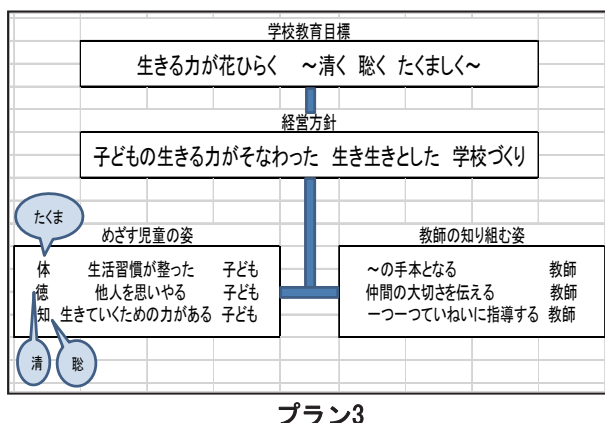 学校教育目標
生きる力が花ひらく ～清く 聡く たくましく～
経営方針
子どもの生きる力がそなわった 生き生きとした 学校づくり
たくま
めざす児童の姿
体 生活習慣が整った 子ども
徳 他人を思いやる 子ども
知 生きていくための力がある 子ども
清
聡
教師の知り組む姿
～の手本となる 教師
仲間の大切さを伝える 教師
一つ一つていねいに指導する 教師
プラン3